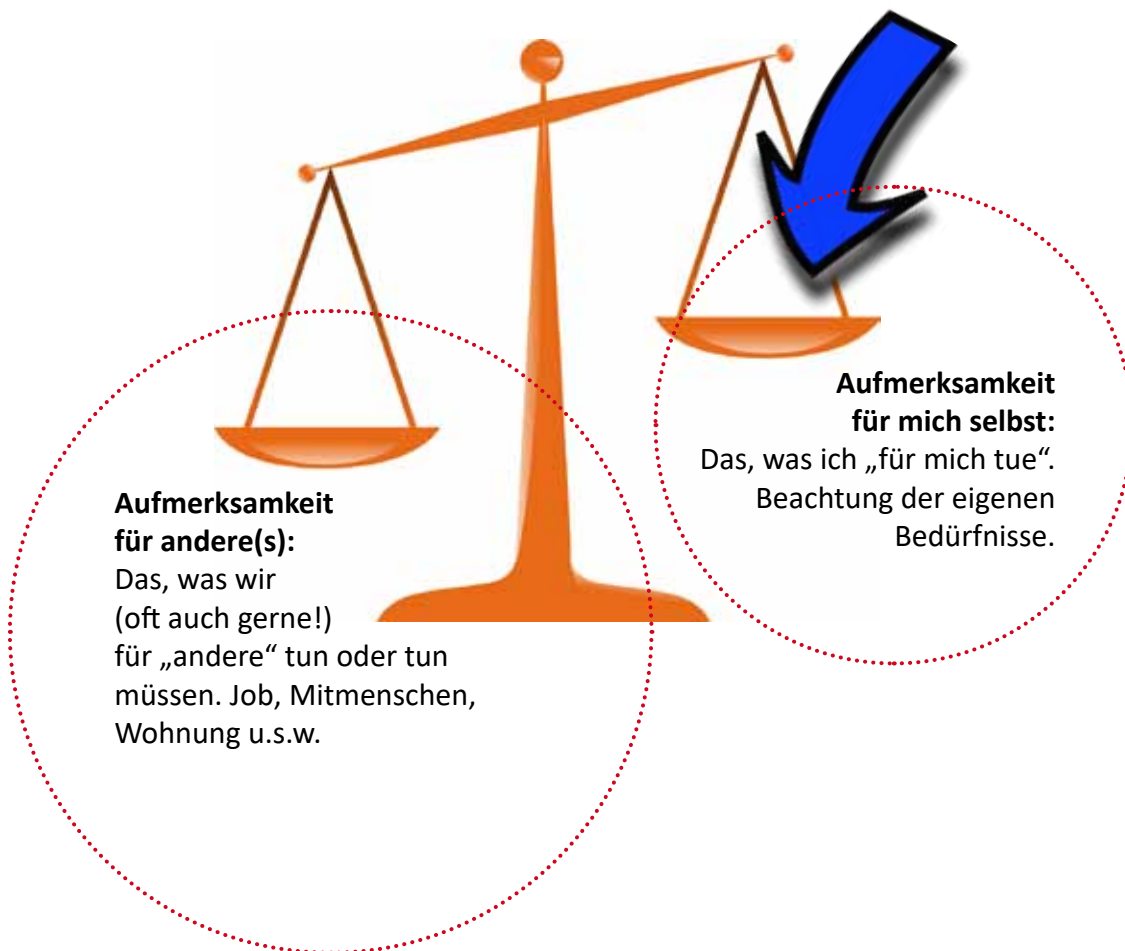 Aufmerksamkeit
für mich selbst:
Das, was ich „für mich tue“.
Beachtung der eigenen
Bedürfnisse.
Aufmerksamkeit
für andere(s):
Das, was wir
(oft auch gerne!)
für „andere“ tun oder tun
müssen. Job, Mitmenschen,
Wohnung u.s.w.